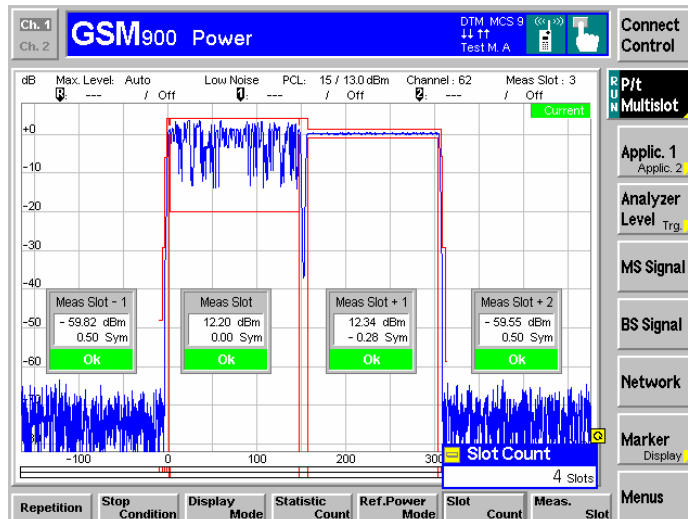 Ch. 1
Ch. 2
GSM900 Power
DTM MCS 9
↓↓ ↑↑
Test M. A
Connect
Control
dB Max. Level: Auto Low Noise PCL: 15 / 13.0 dBm Channel : 62 Meas Slot : 3
R: --- / Off 1: --- / Off 2: --- / Off
Current
RUN
P/t
Multislot
Applic. 1
Applic. 2
Analyzer
Level Trg.
MS Signal
BS Signal
Network
Marker
Display
Menus
+0
-10
-20
-30
-40
-50
-60
Meas Slot - 1
- 59.82 dBm
0.50 Sym
Ok
Meas Slot
12.20 dBm
0.00 Sym
Ok
Meas Slot + 1
12.34 dBm
- 0.28 Sym
Ok
Meas Slot + 2
- 59.55 dBm
0.50 Sym
Ok
-100 0 100 200
Slot Count
4 Slots
Repetition
Stop
Condition
Display
Mode
Statistic
Count
Ref.Power
Mode
Slot
Count
Meas.
Slot